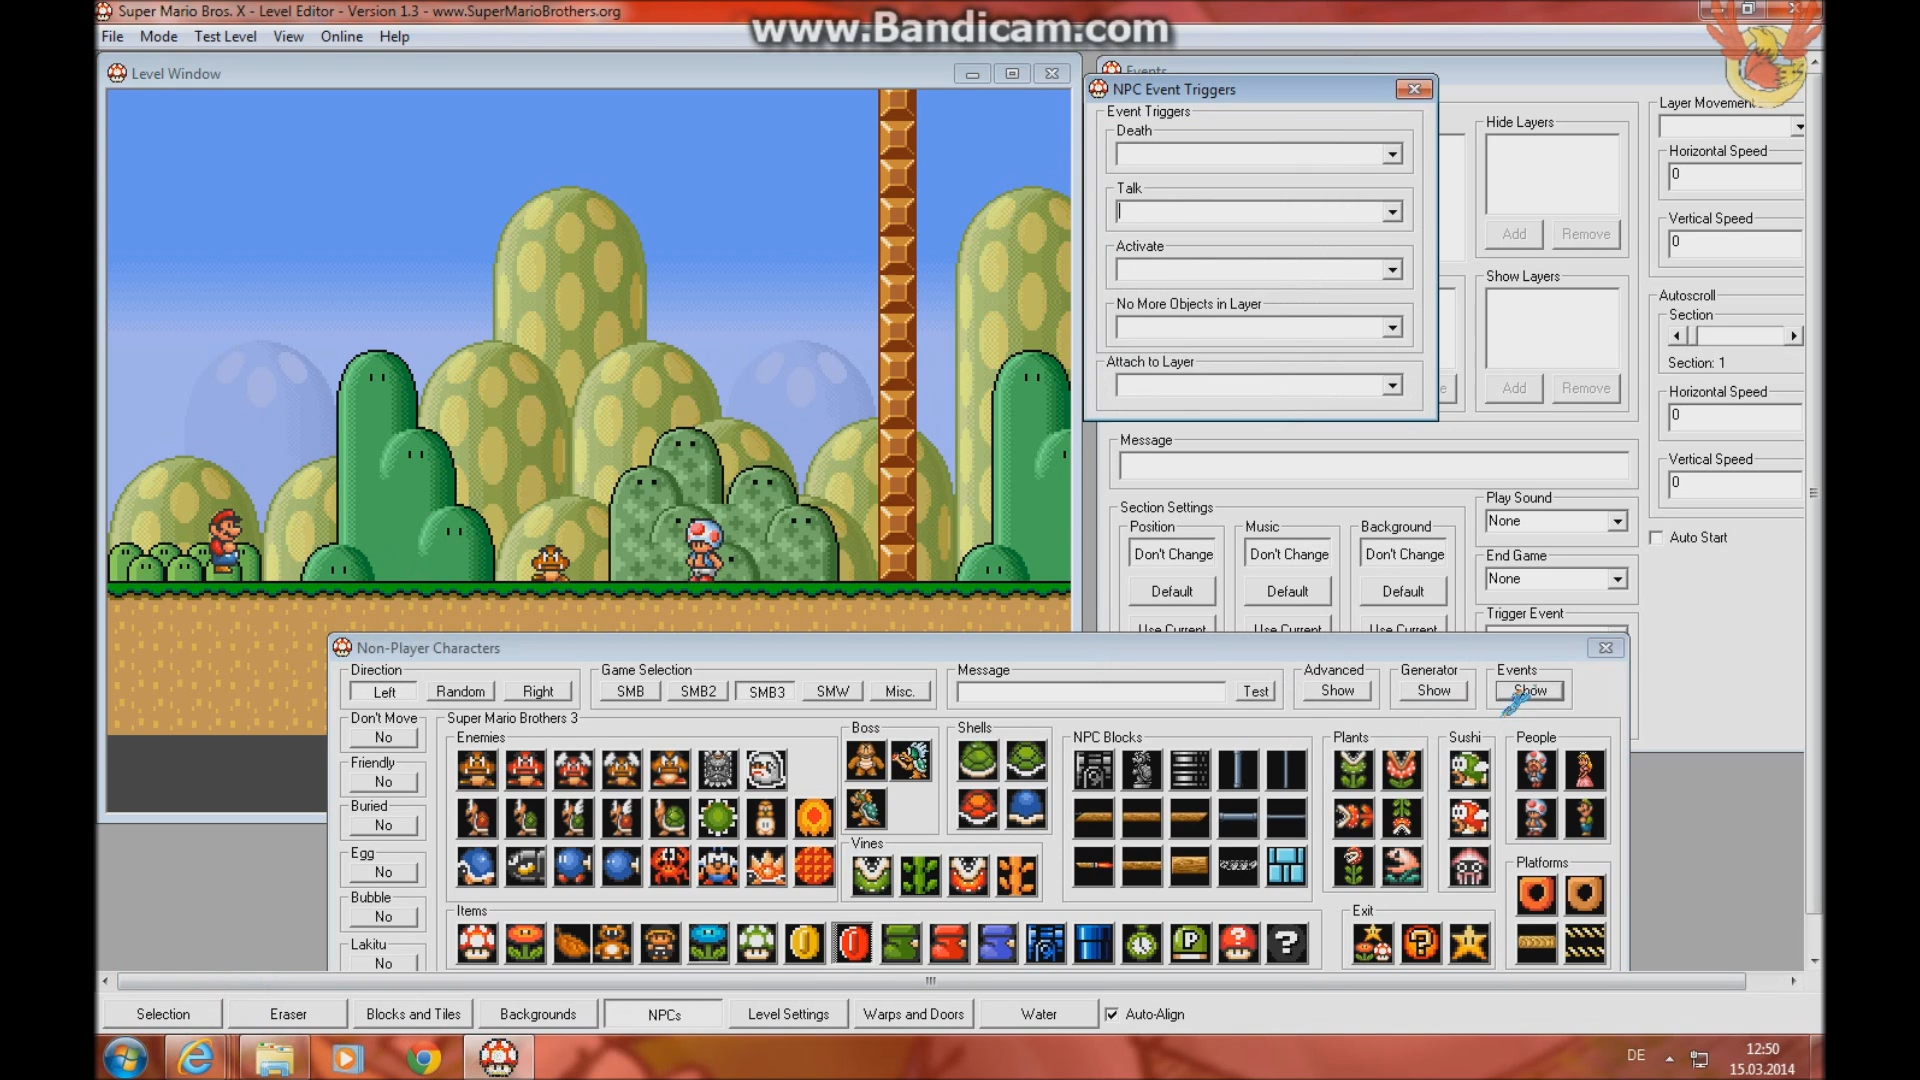 Super Mario Bros. X - Level Editor - Version 1.3 - www.SuperMarioBrothers.org
www.Bandicam.com
File Mode Test Level View Online Help
Level Window
Events
NPC Event Triggers
Event Triggers
Death
Talk
Activate
No More Objects in Layer
Attach to Layer
Hide Layers
Add Remove
Show Layers
Add Remove
Layer Movement
Horizontal Speed
0
Vertical Speed
0
Autoscroll
Section
Section: 1
Horizontal Speed
0
Vertical Speed
0
Message
Section Settings
Position Music Background
Don't Change Don't Change Don't Change
Default Default Default
Use Current Use Current Use Current
Play Sound
None
End Game
None
Trigger Event
Auto Start
Non-Player Characters
Direction
Left Random Right
Game Selection
SMB SMB2 SMB3 SMW Misc.
Message
Test
Advanced
Show
Generator
Show
Events
Show
Don't Move
No
Friendly
No
Buried
No
Egg
No
Bubble
No
Lakitu
No
Super Mario Brothers 3
Enemies
Boss
Shells
Vines
NPC Blocks
Plants
Sushi
People
Platforms
Items
P
? ?
Exit
?
Selection Eraser Blocks and Tiles Backgrounds NPCs Level Settings Warps and Doors Water Auto-Align
DE
12:50
15.03.2014